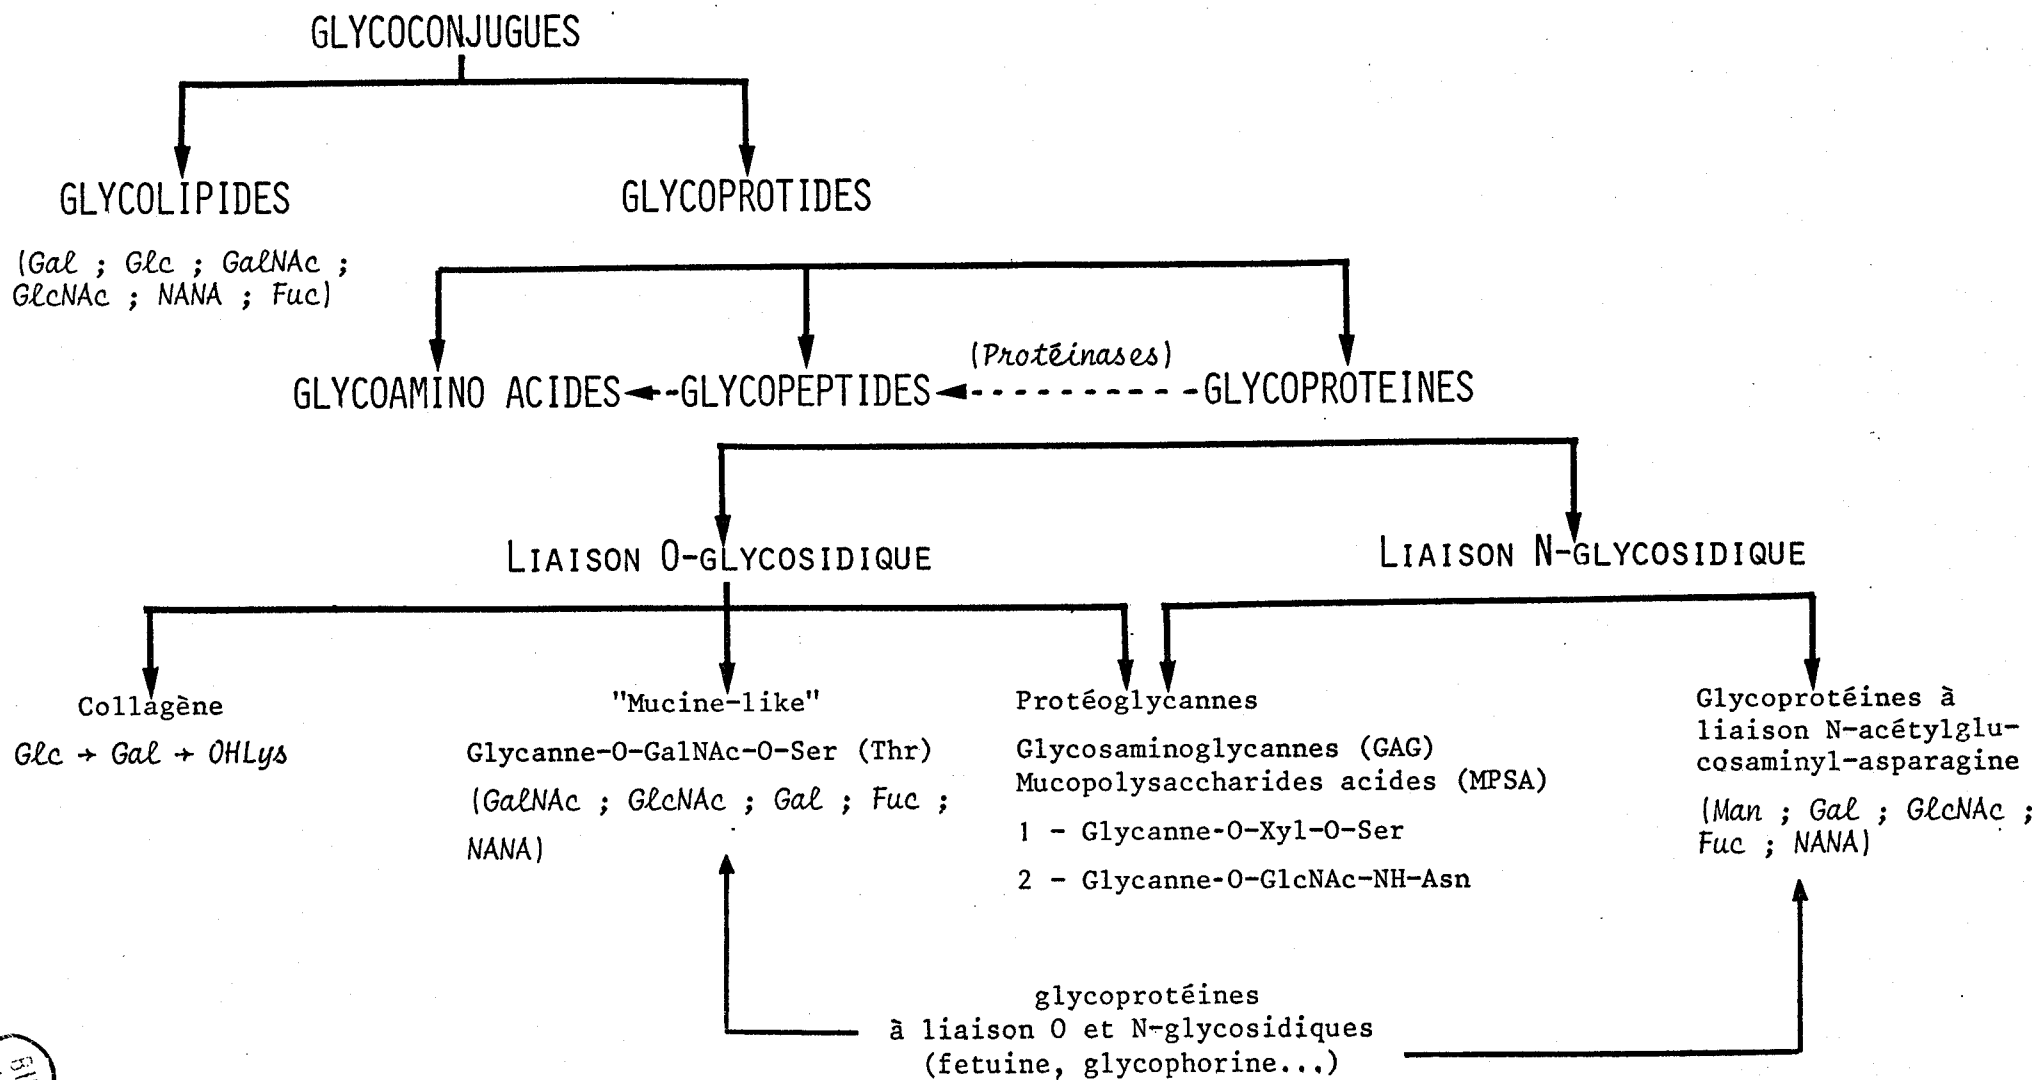 GLYCOCONJUGUES
GLYCOLIPIDES
GLYCOPROTIDES
(Gal ; Glc ; GalNAc ;
GlcNAc ; NANA ; Fuc)
(Protéinases)
GLYCOAMINO ACIDES
GLYCOPEPTIDES
GLYCOPROTEINES
LIAISON O-GLYCOSIDIQUE
LIAISON N-GLYCOSIDIQUE
Collagène
Glc → Gal → OHLys
"Mucine-like"
Glycanne-O-GalNAc-O-Ser (Thr)
(GalNAc ; GlcNAc ; Gal ; Fuc ;
NANA)
Protéoglycannes
Glycosaminoglycannes (GAG)
Mucopolysaccharides acides (MPSA)
1 - Glycanne-O-Xyl-O-Ser
2 - Glycanne-O-GlcNAc-NH-Asn
Glycoprotéines à
liaison N-acétylglu-
cosaminyl-asparagine
(Man ; Gal ; GlcNAc ;
Fuc ; NANA)
glycoprotéines
à liaison O et N-glycosidiques
(fetuine, glycophorine...)